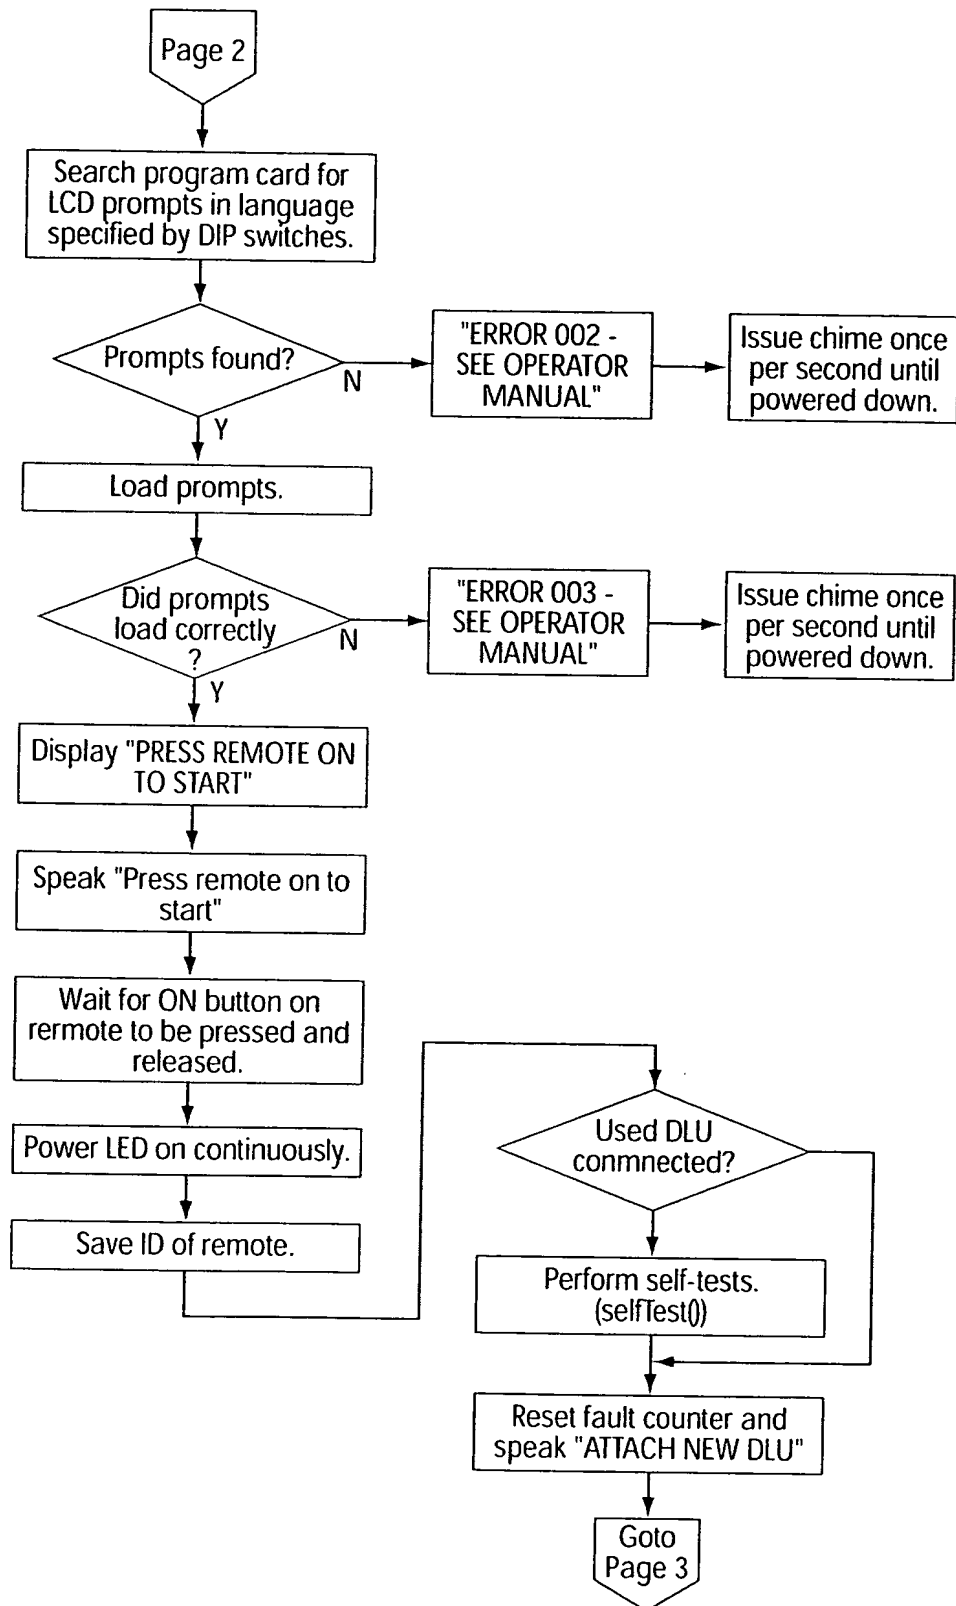 Page 2
Search program card for
LCD prompts in language
specified by DIP switches.
Prompts found?
N
"ERROR 002 -
SEE OPERATOR
MANUAL"
Issue chime once
per second until
powered down.
Y
Load prompts.
Did prompts
load correctly
?
N
"ERROR 003 -
SEE OPERATOR
MANUAL"
Issue chime once
per second until
powered down.
Y
Display "PRESS REMOTE ON
TO START"
Speak "Press remote on to
start"
Wait for ON button on
rermote to be pressed and
released.
Power LED on continuously.
Save ID of remote.
Used DLU
conmnected?
Perform self-tests.
(selfTest())
Reset fault counter and
speak "ATTACH NEW DLU"
Goto
Page 3